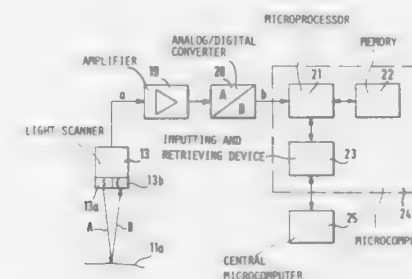 MICROPROCESSOR
ANALOG/DIGITAL
CONVERTER
MEMORY
AMPLIFIER
19
20
21
22
a
A
B
b
LIGHT SCANNER
INPUTTING AND
RETRIEVING DEVICE
13
23
13a
13b
24
A
B
25
MICROCOMPU
11a
CENTRAL
MICROCOMPUTER